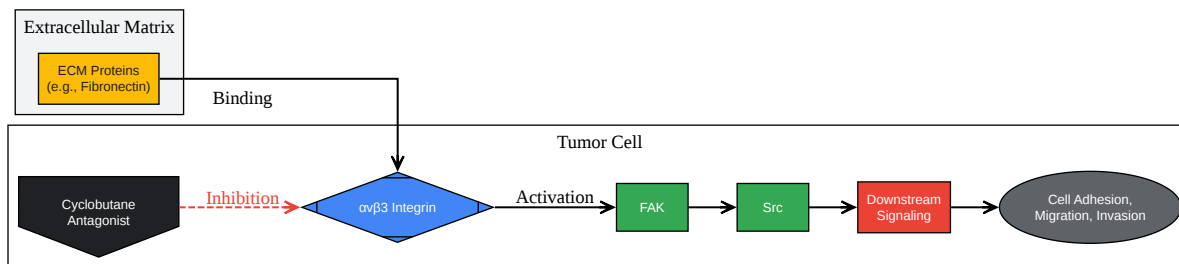 Extracellular Matrix
ECM Proteins
(e.g., Fibronectin)
Binding
Tumor Cell
Cyclobutane
Antagonist
Inhibition
αvβ3 Integrin
Activation
FAK
Src
Downstream
Signaling
Cell Adhesion,
Migration, Invasion